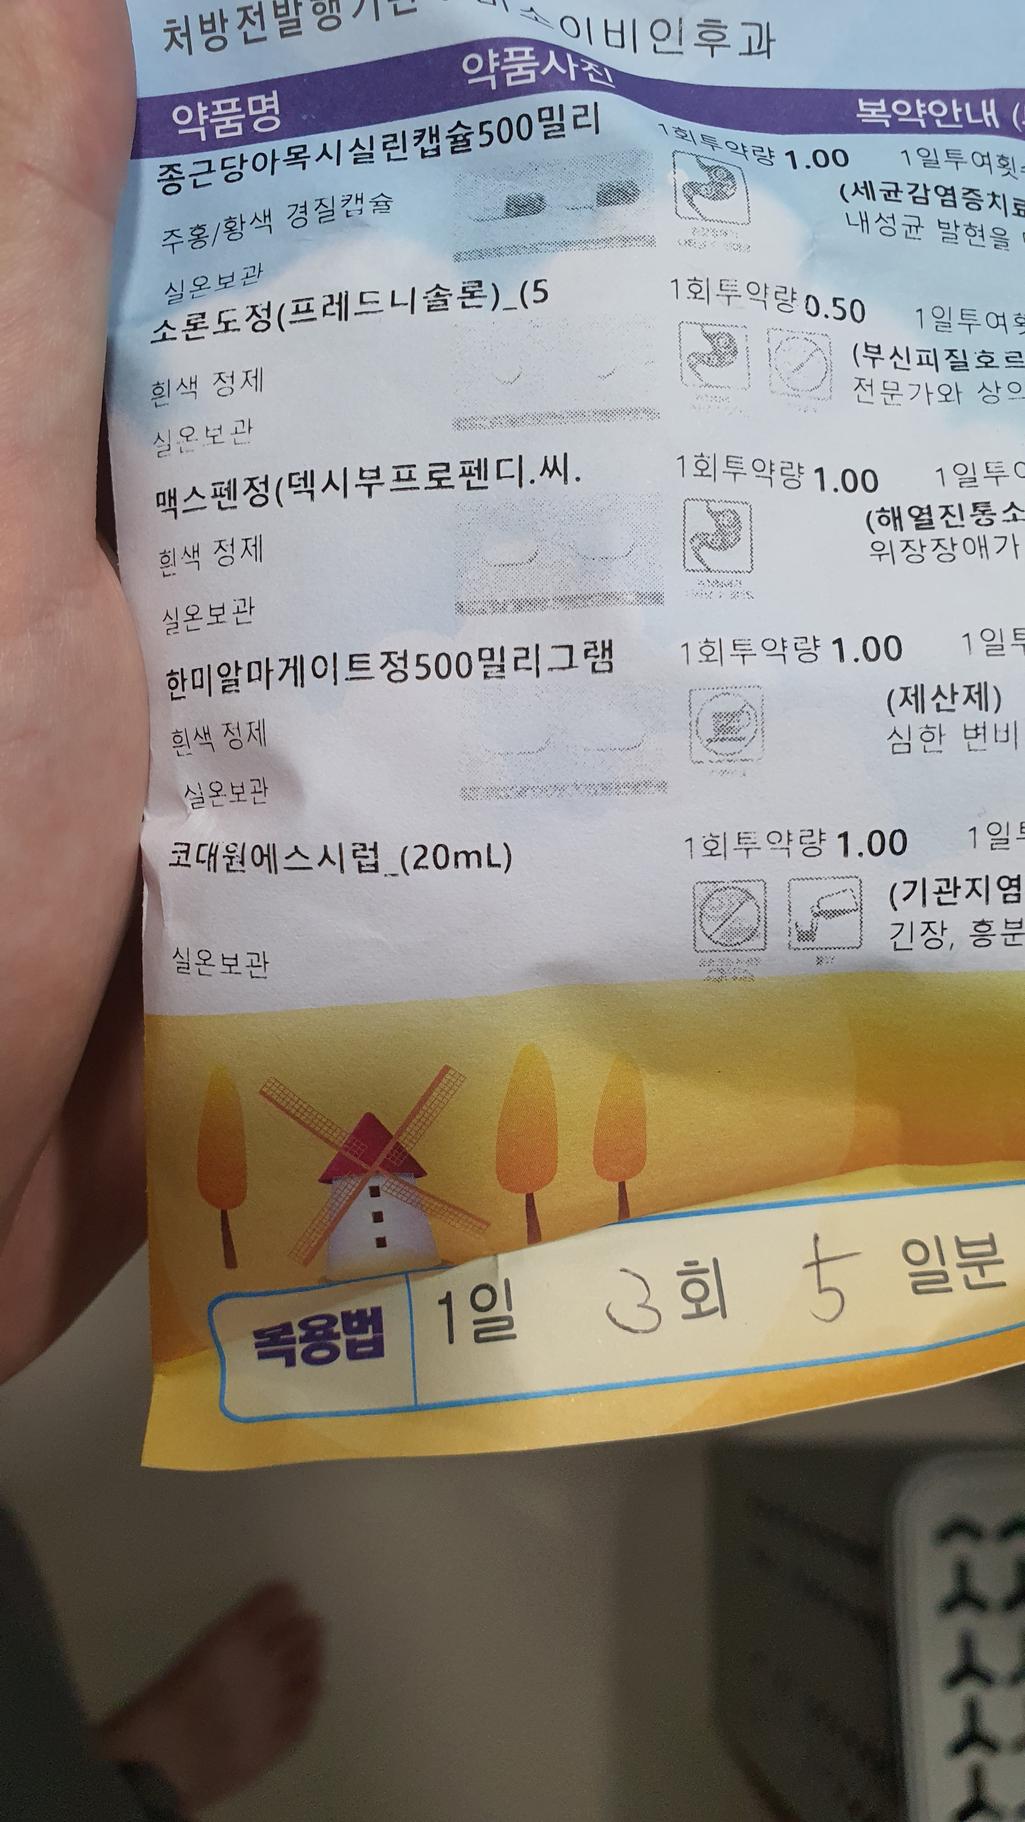 처방전발행기관
이비인후과
약품명 약품사진 복약안내 (
종근당아목시실린캡슐500밀리 1회투약량 1.00 1일투여횟수
주홍/황색 경질캡슐 (세균감염증치료
내성균 발현을
실온보관
소론도정(프레드니솔론)_(5 1회투약량 0.50 1일투여횟
흰색 정제 (부신피질호르
전문가와 상의
실온보관
맥스펜정(덱시부프로펜디.씨. 1회투약량 1.00 1일투여
흰색 정제 (해열진통소
위장장애가
실온보관
한미알마게이트정500밀리그램 1회투약량 1.00 1일투
흰색 정제 (제산제)
심한 변비
실온보관
코대원에스시럽_(20mL) 1회투약량 1.00 1일투
(기관지염
긴장, 흥분
실온보관
복용법 1일 3회 5 일분